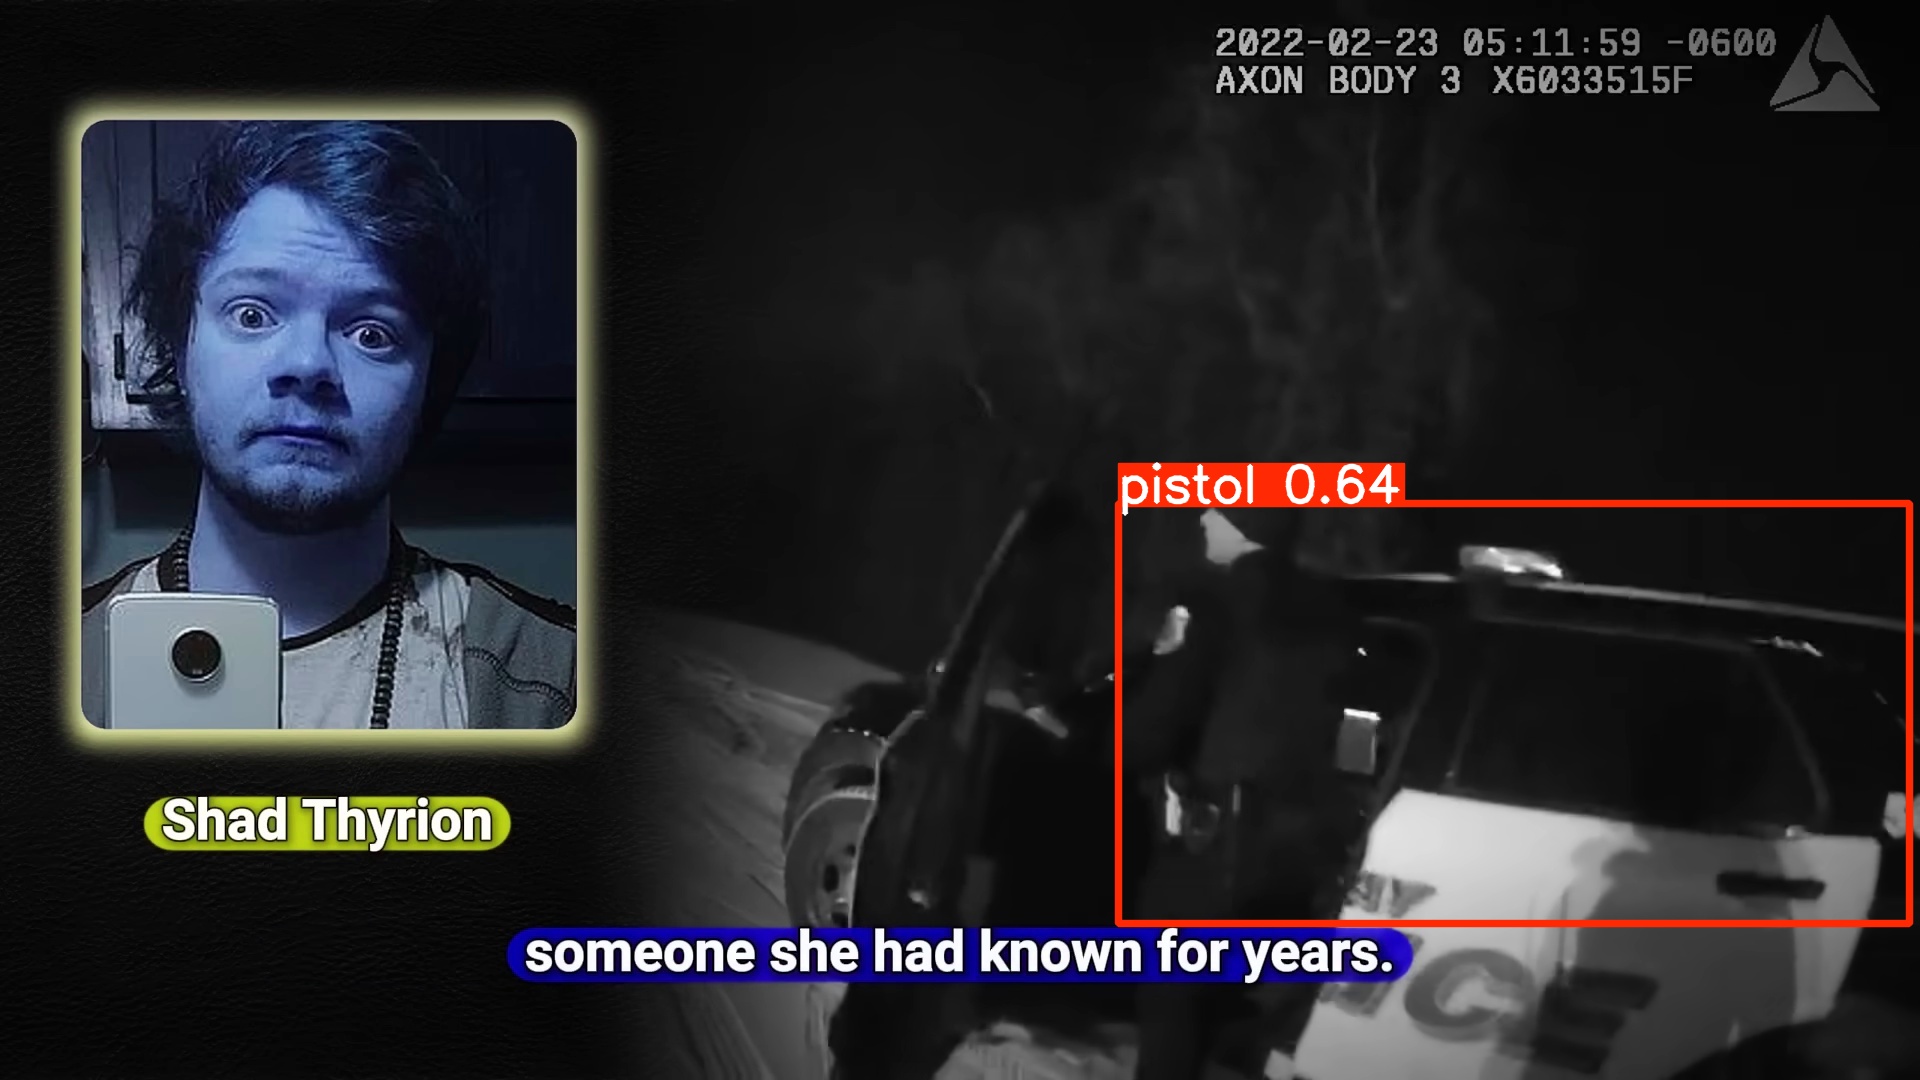 2022-02-23 05:11:59 -0600
AXON BODY 3 X6033515F
pistol 0.64
Shad Thyrion
someone she had known for years.